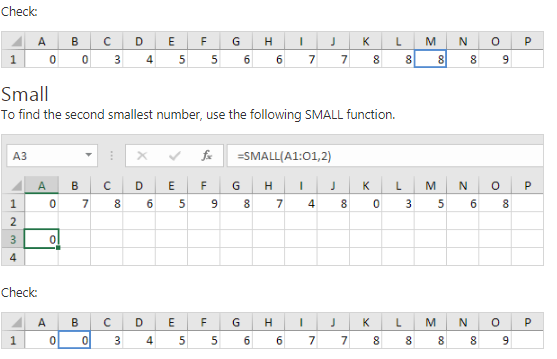 Check:
A B C D E F G H I J K L M N O P
1 0 0 3 4 5 5 6 6 7 7 8 8 8 8 9
Small
To find the second smallest number, use the following SMALL function.
A3 fx =SMALL(A1:O1,2)
A B C D E F G H I J K L M N O P
1 0 7 8 6 5 9 8 7 4 8 0 3 5 6 8
2
3 0
4
Check:
A B C D E F G H I J K L M N O P
1 0 0 3 4 5 5 6 6 7 7 8 8 8 8 9